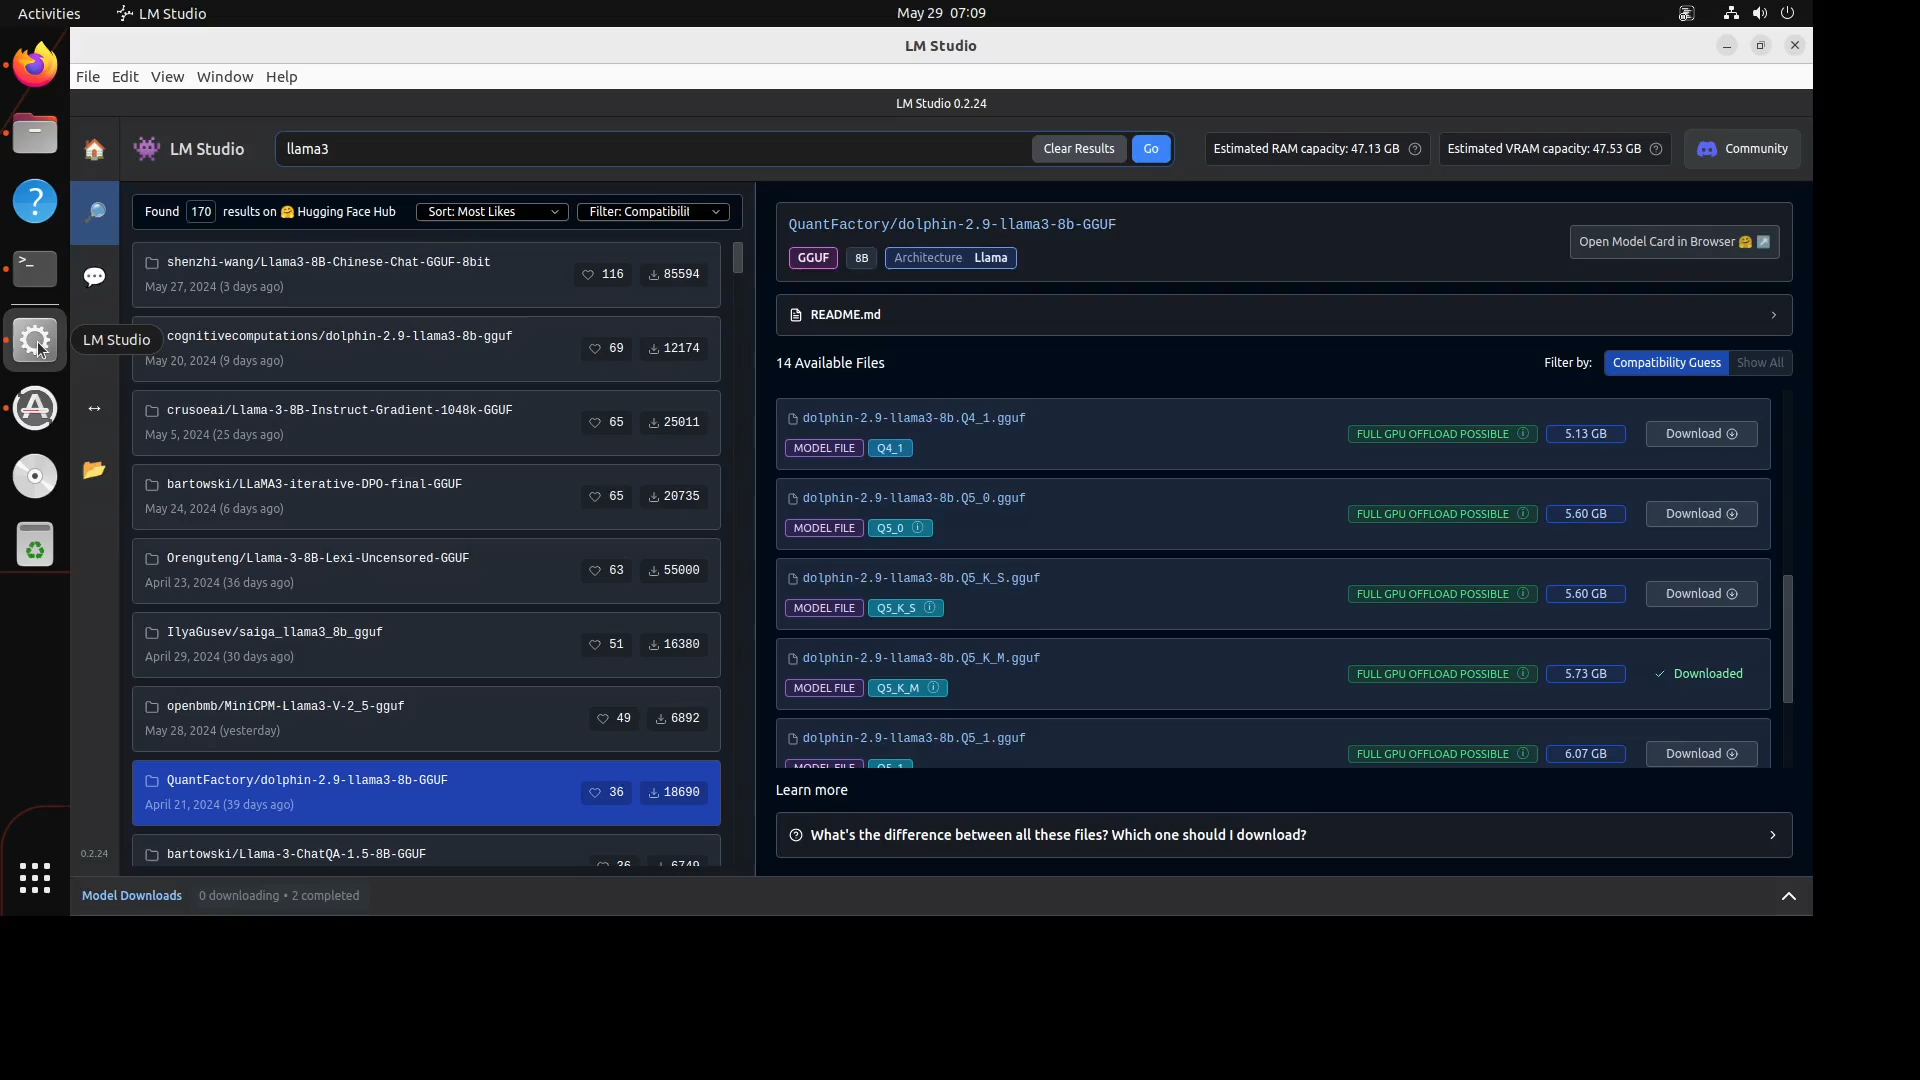 Activities LM Studio May 29 07:09
LM Studio
File Edit View Window Help
LM Studio 0.2.24
LM Studio llama3 Clear Results Go Estimated RAM capacity: 47.13 GB Estimated VRAM capacity: 47.53 GB Community
Found 170 results on Hugging Face Hub Sort: Most Likes Filter: Compatibilit
shenzhi-wang/Llama3-8B-Chinese-Chat-GGUF-8bit
May 27, 2024 (3 days ago)
116 85594
LM Studio
cognitivecomputations/dolphin-2.9-llama3-8b-gguf
May 20, 2024 (9 days ago)
69 12174
crusoeai/Llama-3-8B-Instruct-Gradient-1048k-GGUF
May 5, 2024 (25 days ago)
65 25011
bartowski/LLaMA3-iterative-DPO-final-GGUF
May 24, 2024 (6 days ago)
65 20735
Orenguteng/Llama-3-8B-Lexi-Uncensored-GGUF
April 23, 2024 (36 days ago)
63 55000
IlyaGusev/saiga_llama3_8b_gguf
April 29, 2024 (30 days ago)
51 16380
openbmb/MiniCPM-Llama3-V-2_5-gguf
May 28, 2024 (yesterday)
49 6892
QuantFactory/dolphin-2.9-llama3-8b-GGUF
April 21, 2024 (39 days ago)
36 18690
bartowski/Llama-3-ChatQA-1.5-8B-GGUF
36 6749
0.2.24
QuantFactory/dolphin-2.9-llama3-8b-GGUF
GGUF 8B Architecture Llama
Open Model Card in Browser
README.md
14 Available Files Filter by: Compatibility Guess Show All
dolphin-2.9-llama3-8b.Q4_1.gguf
MODEL FILE Q4_1
FULL GPU OFFLOAD POSSIBLE 5.13 GB Download
dolphin-2.9-llama3-8b.Q5_0.gguf
MODEL FILE Q5_0
FULL GPU OFFLOAD POSSIBLE 5.60 GB Download
dolphin-2.9-llama3-8b.Q5_K_S.gguf
MODEL FILE Q5_K_S
FULL GPU OFFLOAD POSSIBLE 5.60 GB Download
dolphin-2.9-llama3-8b.Q5_K_M.gguf
MODEL FILE Q5_K_M
FULL GPU OFFLOAD POSSIBLE 5.73 GB Downloaded
dolphin-2.9-llama3-8b.Q5_1.gguf
MODEL FILE Q5_1
FULL GPU OFFLOAD POSSIBLE 6.07 GB Download
Learn more
What's the difference between all these files? Which one should I download?
Model Downloads 0 downloading • 2 completed